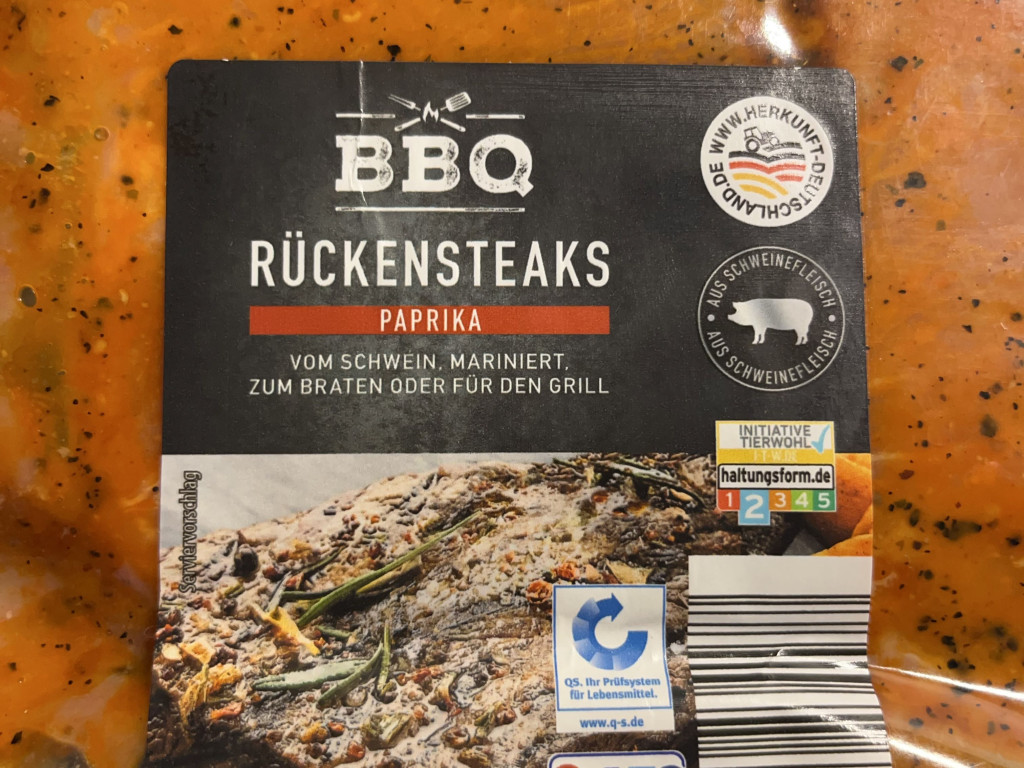 BBQ
RÜCKENSTEAKS
PAPRIKA
VOM SCHWEIN, MARINIERT,
ZUM BRATEN ODER FÜR DEN GRILL
WWW.HERKUNFT-DEUTSCHLAND.DE
AUS SCHWEINEFLEISCH • AUS SCHWEINEFLEISCH •
INITIATIVE
TIERWOHL
I-T-W.DE
haltungsform.de
1 2 3 4 5
Serviervorschlag
QS. Ihr Prüfsystem
für Lebensmittel.
www.q-s.de